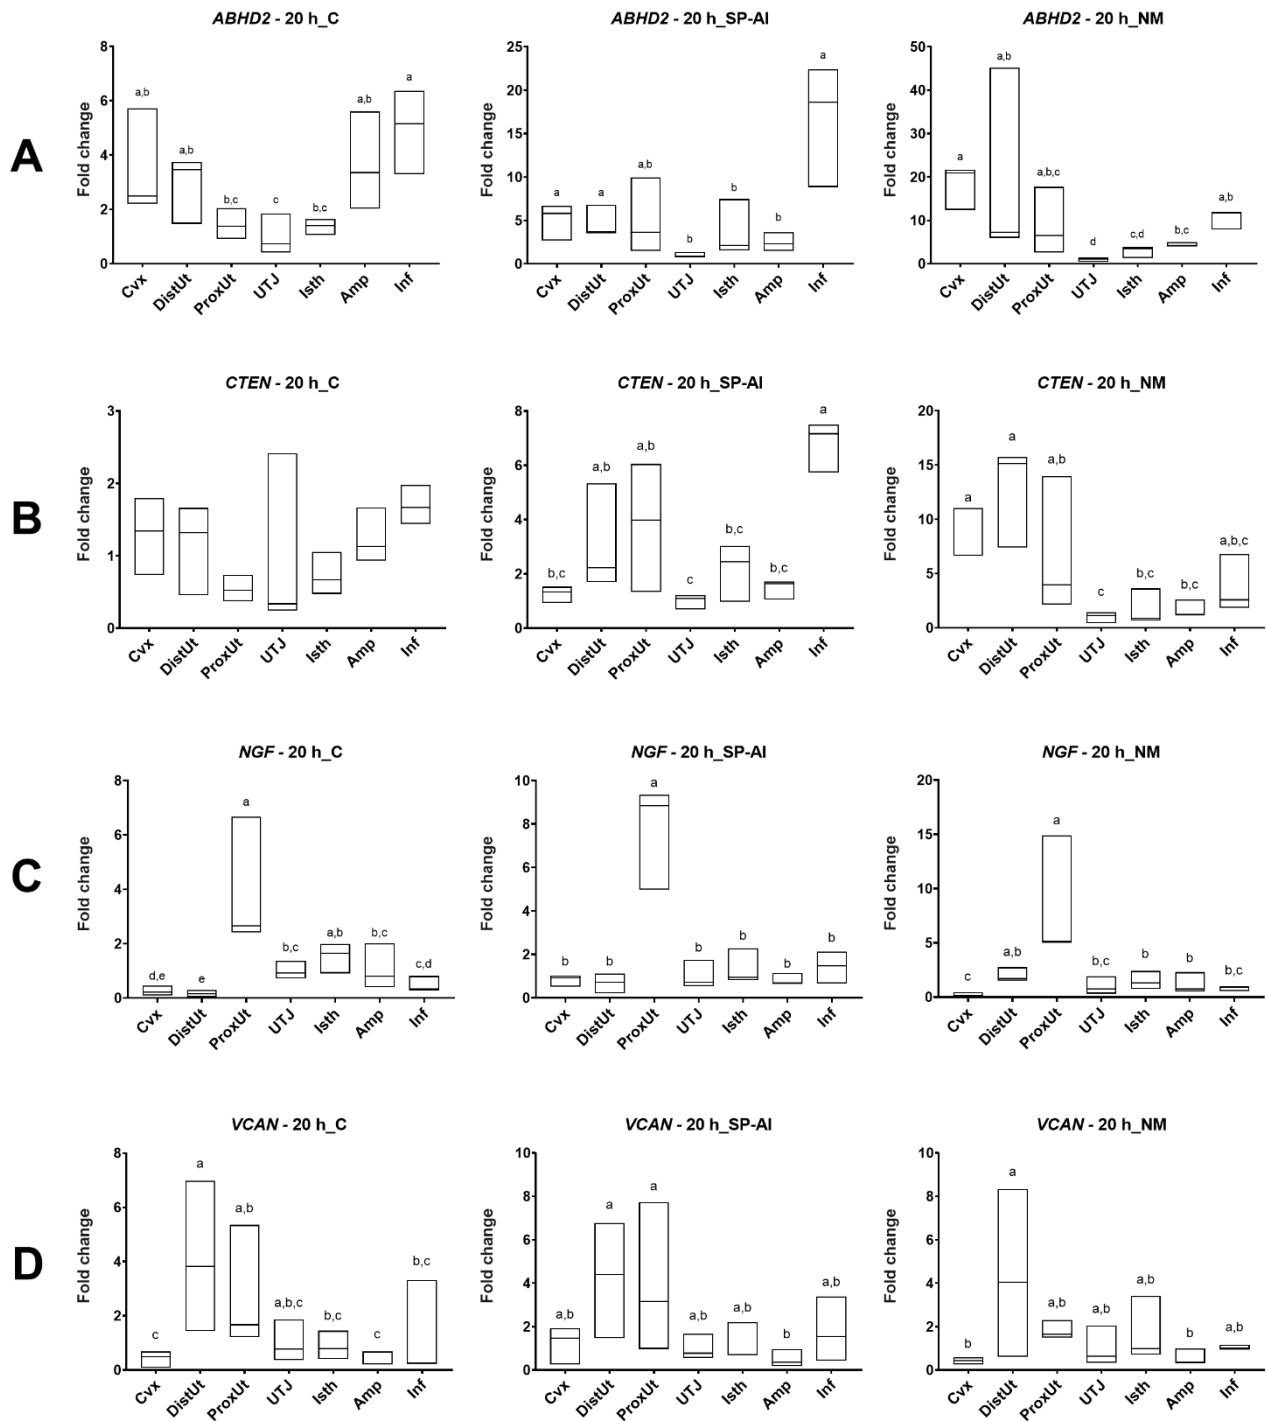 ABHD2 - 20 h_C
ABHD2 - 20 h_SP-AI
ABHD2 - 20 h_NM
A
Fold change
8
6
4
2
0
a,b
a,b
b,c
c
b,c
a,b
a
Cvx
DistUt
ProxUt
UTJ
Isth
Amp
Inf
Fold change
25
20
15
10
5
0
a
a
a,b
b
b
b
a
Cvx
DistUt
ProxUt
UTJ
Isth
Amp
Inf
Fold change
50
40
30
20
10
0
a
a,b
a,b,c
d
c,d
b,c
a,b
Cvx
DistUt
ProxUt
UTJ
Isth
Amp
Inf
CTEN - 20 h_C
CTEN - 20 h_SP-AI
CTEN - 20 h_NM
B
Fold change
3
2
1
0
Cvx
DistUt
ProxUt
UTJ
Isth
Amp
Inf
Fold change
8
6
4
2
0
b,c
a,b
a,b
c
b,c
b,c
a
Cvx
DistUt
ProxUt
UTJ
Isth
Amp
Inf
Fold change
20
15
10
5
0
a
a
a,b
c
b,c
b,c
a,b,c
Cvx
DistUt
ProxUt
UTJ
Isth
Amp
Inf
NGF - 20 h_C
NGF - 20 h_SP-AI
NGF - 20 h_NM
C
Fold change
8
6
4
2
0
d,e
e
a
b,c
a,b
b,c
c,d
Cvx
DistUt
ProxUt
UTJ
Isth
Amp
Inf
Fold change
10
8
6
4
2
0
b
b
a
b
b
b
b
Cvx
DistUt
ProxUt
UTJ
Isth
Amp
Inf
Fold change
20
15
10
5
0
c
a,b
a
b,c
b
b
b,c
Cvx
DistUt
ProxUt
UTJ
Isth
Amp
Inf
VCAN - 20 h_C
VCAN - 20 h_SP-AI
VCAN - 20 h_NM
D
Fold change
8
6
4
2
0
c
a
a,b
a,b,c
b,c
c
b,c
Cvx
DistUt
ProxUt
UTJ
Isth
Amp
Inf
Fold change
10
8
6
4
2
0
a,b
a
a
a,b
a,b
b
a,b
Cvx
DistUt
ProxUt
UTJ
Isth
Amp
Inf
Fold change
10
8
6
4
2
0
b
a
a,b
a,b
a,b
b
a,b
Cvx
DistUt
ProxUt
UTJ
Isth
Amp
Inf